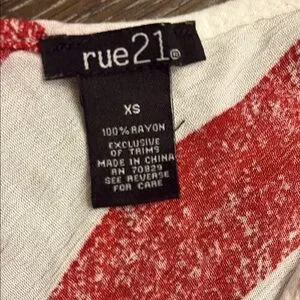 rue21®
XS
100% RAYON
EXCLUSIVE
OF TRIMS
MADE IN CHINA
RN 70829
SEE REVERSE
FOR CARE